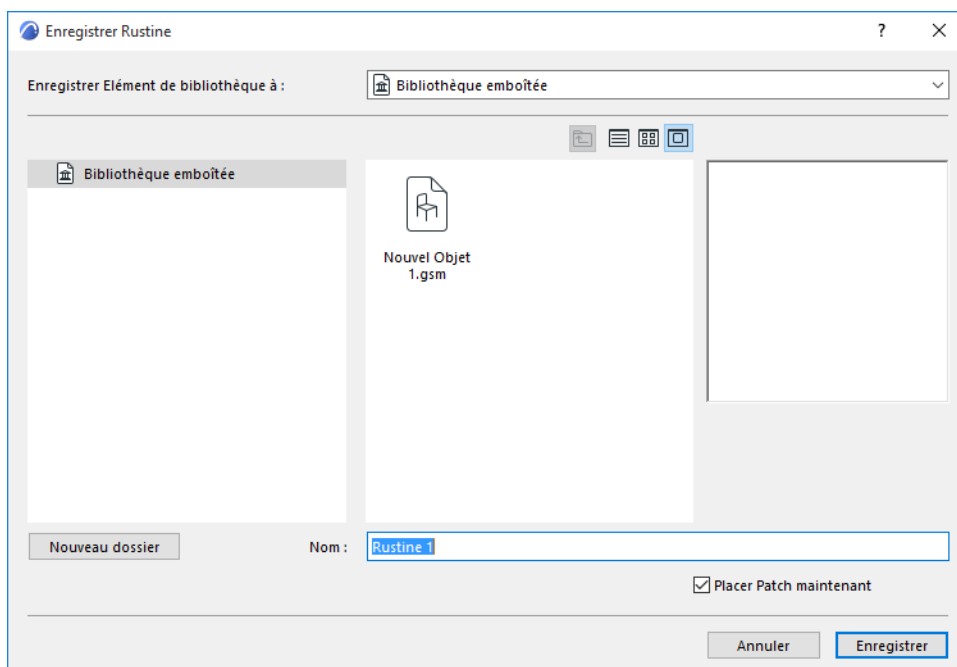 Enregistrer Rustine
?
Enregistrer Elément de bibliothèque à :
Bibliothèque emboîtée
Bibliothèque emboîtée
Nouvel Objet
1.gsm
Nouveau dossier
Nom :
Rustine 1
Placer Patch maintenant
Annuler
Enregistrer